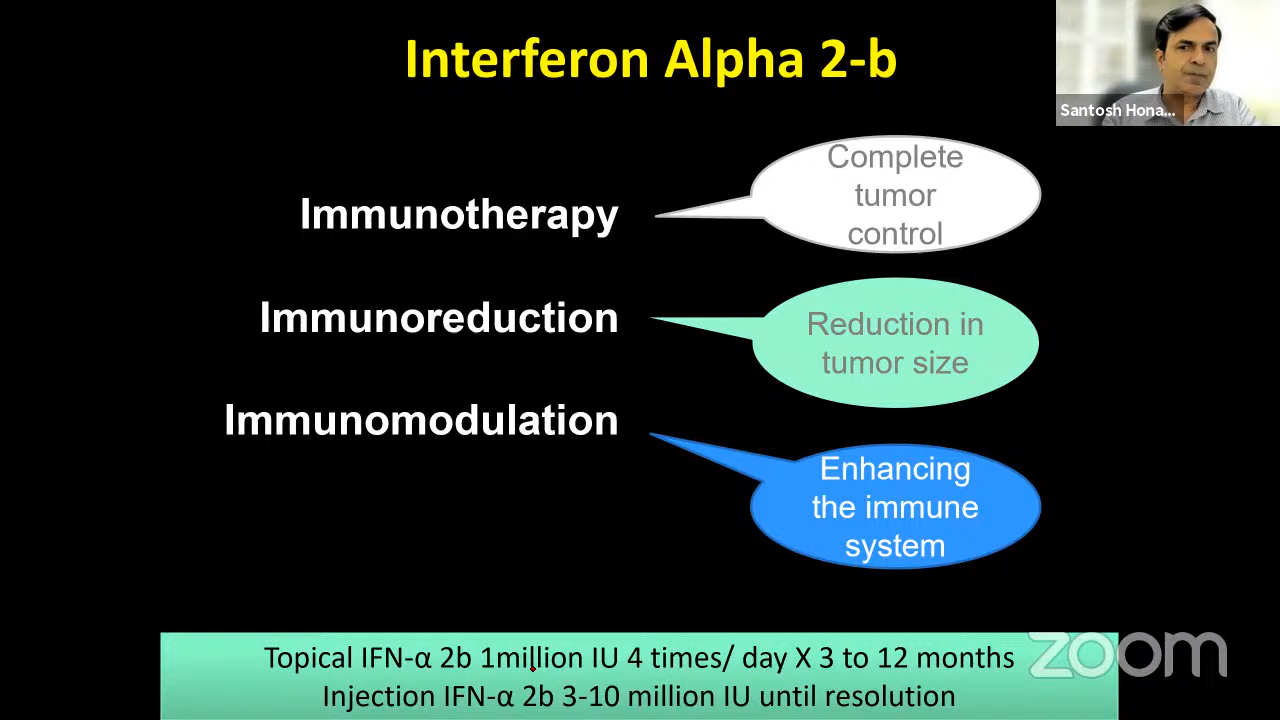 Interferon Alpha 2-b
Santosh Hona...
Immunotherapy
Complete
tumor
control
Immunoreduction
Reduction in
tumor size
Immunomodulation
Enhancing
the immune
system
Topical IFN-α 2b 1million IU 4 times/ day X 3 to 12 months
Injection IFN-α 2b 3-10 million IU until resolution
zoom